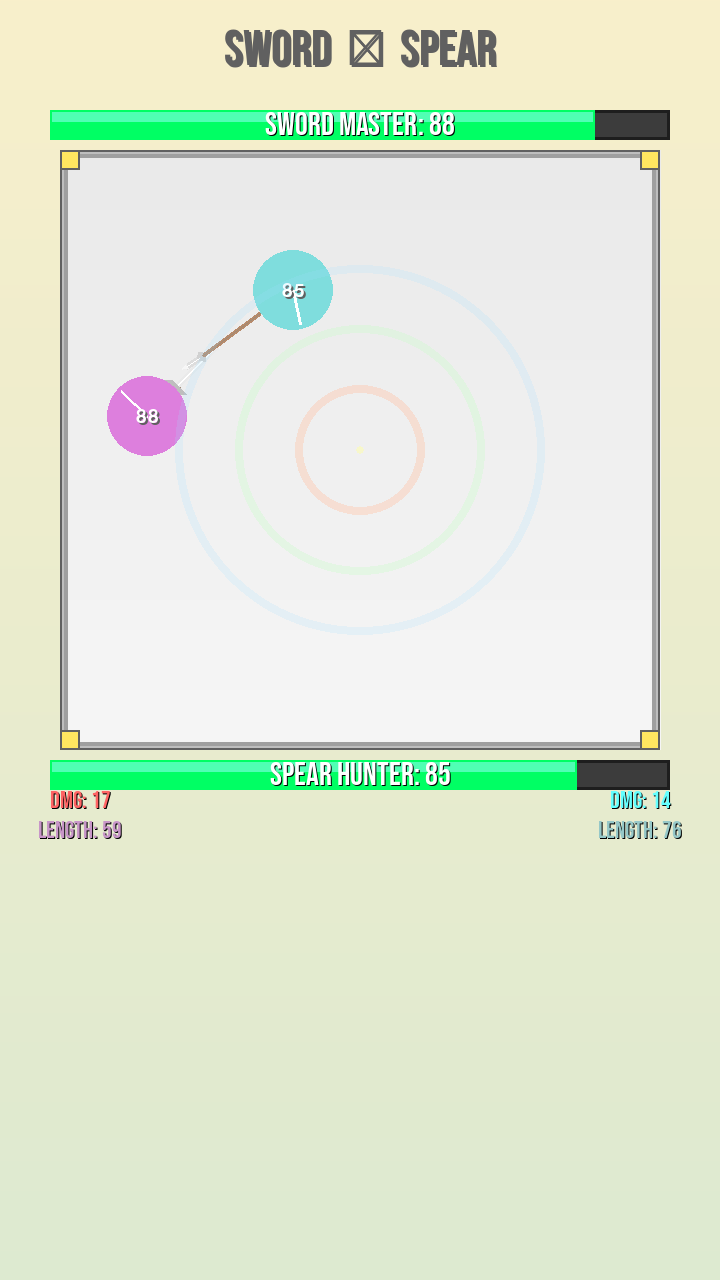 SWORD ☒ SPEAR
SWORD MASTER: 88
85
88
SPEAR HUNTER: 85
DMG: 17
DMG: 14
LENGTH: 59
LENGTH: 76